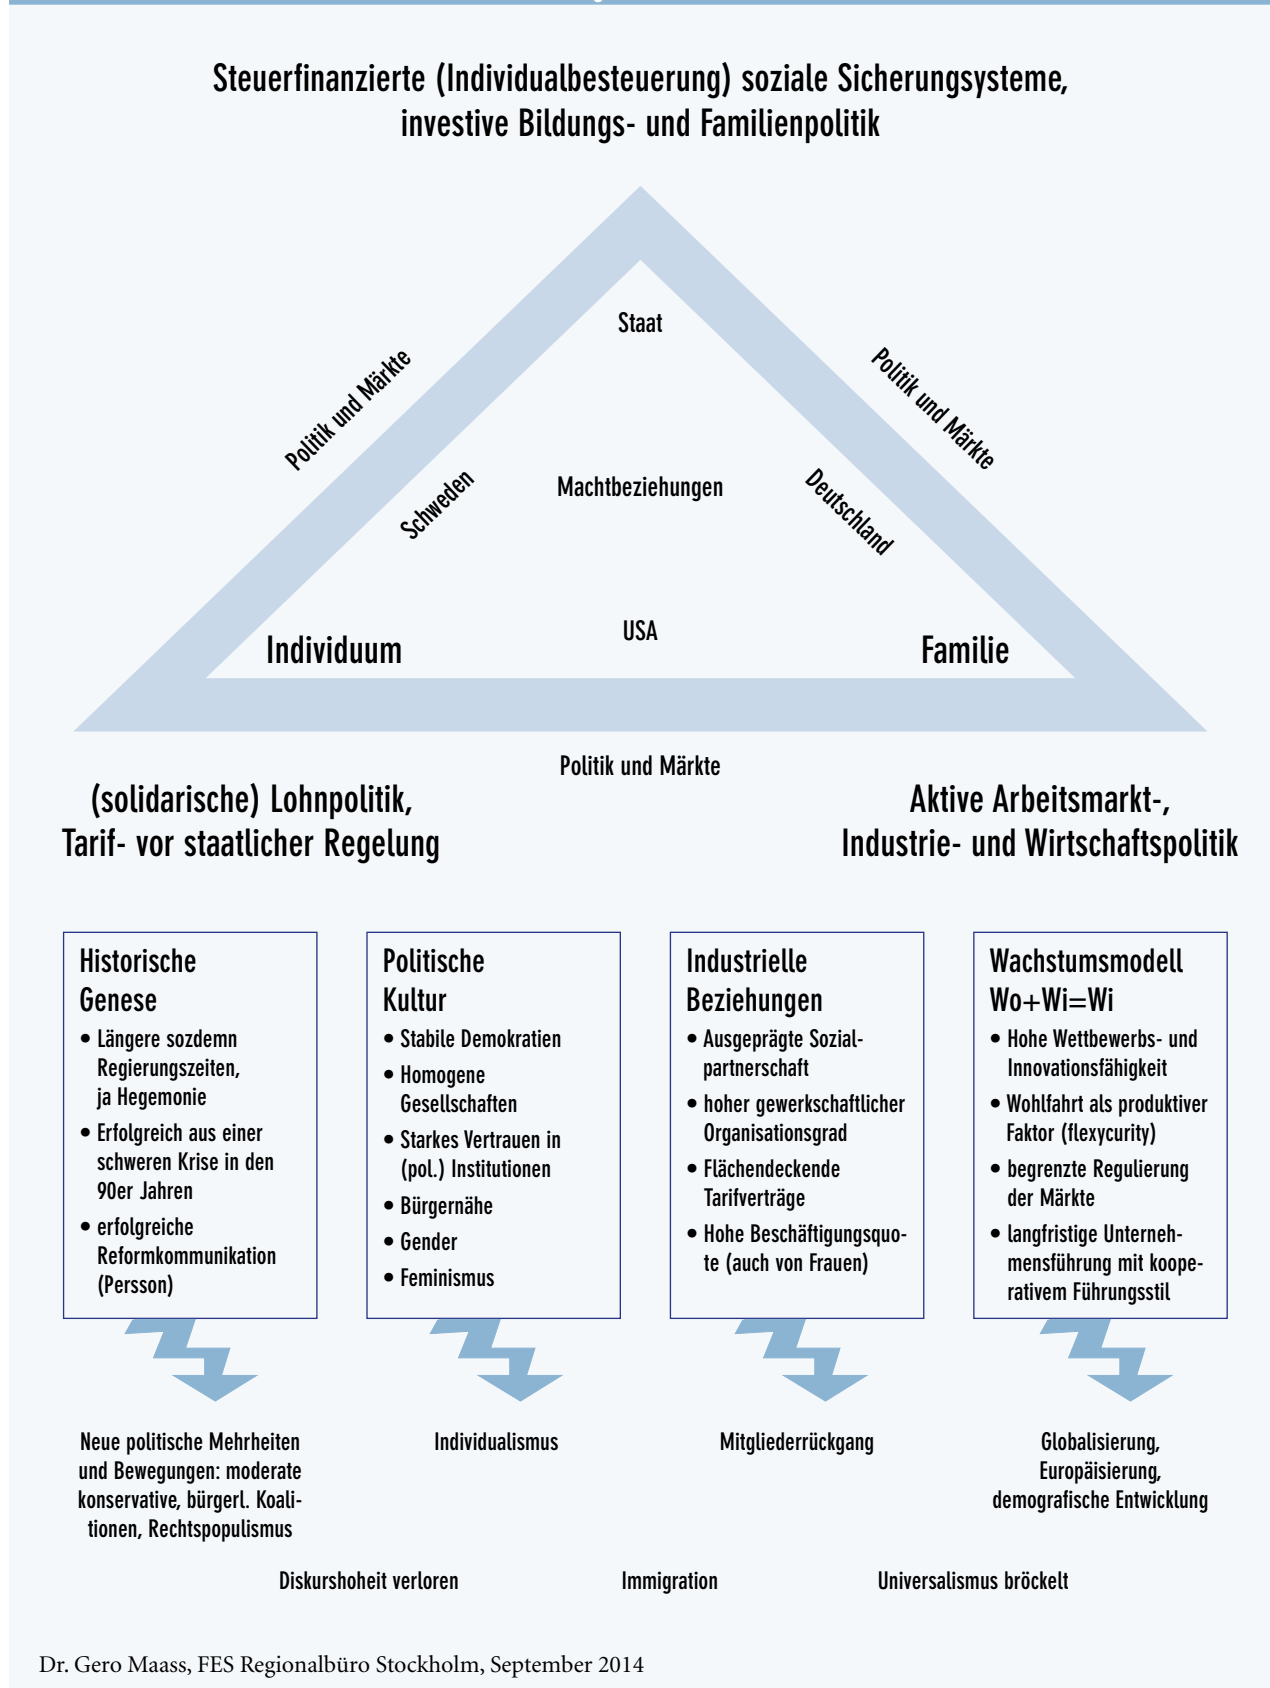 Steuerfinanzierte (Individualbesteuerung) soziale Sicherungsysteme,
investive Bildungs- und Familienpolitik
Staat
Politik und Märkte
Politik und Märkte
Schweden
Machtbeziehungen
Deutschland
USA
Individuum
Familie
Politik und Märkte
(solidarische) Lohnpolitik,
Tarif- vor staatlicher Regelung
Aktive Arbeitsmarkt-,
Industrie- und Wirtschaftspolitik
Historische
Genese
• Längere sozdemn
Regierungszeiten,
ja Hegemonie
• Erfolgreich aus einer
schweren Krise in den
90er Jahren
• erfolgreiche
Reformkommunikation
(Persson)
Politische
Kultur
• Stabile Demokratien
• Homogene
Gesellschaften
• Starkes Vertrauen in
(pol.) Institutionen
• Bürgernähe
• Gender
• Feminismus
Industrielle
Beziehungen
• Ausgeprägte Sozial-
partnerschaft
• hoher gewerkschaftlicher
Organisationsgrad
• Flächendeckende
Tarifverträge
• Hohe Beschäftigungsquo-
te (auch von Frauen)
Wachstumsmodell
Wo+Wi=Wi
• Hohe Wettbewerbs- und
Innovationsfähigkeit
• Wohlfahrt als produktiver
Faktor (flexycurity)
• begrenzte Regulierung
der Märkte
• langfristige Unterneh-
mensführung mit koope-
rativem Führungsstil
Neue politische Mehrheiten
und Bewegungen: moderate
konservative, bürgerl. Koali-
tionen, Rechtspopulismus
Individualismus
Mitgliederrückgang
Globalisierung,
Europäisierung,
demografische Entwicklung
Diskurshoheit verloren
Immigration
Universalismus bröckelt
Dr. Gero Maass, FES Regionalbüro Stockholm, September 2014